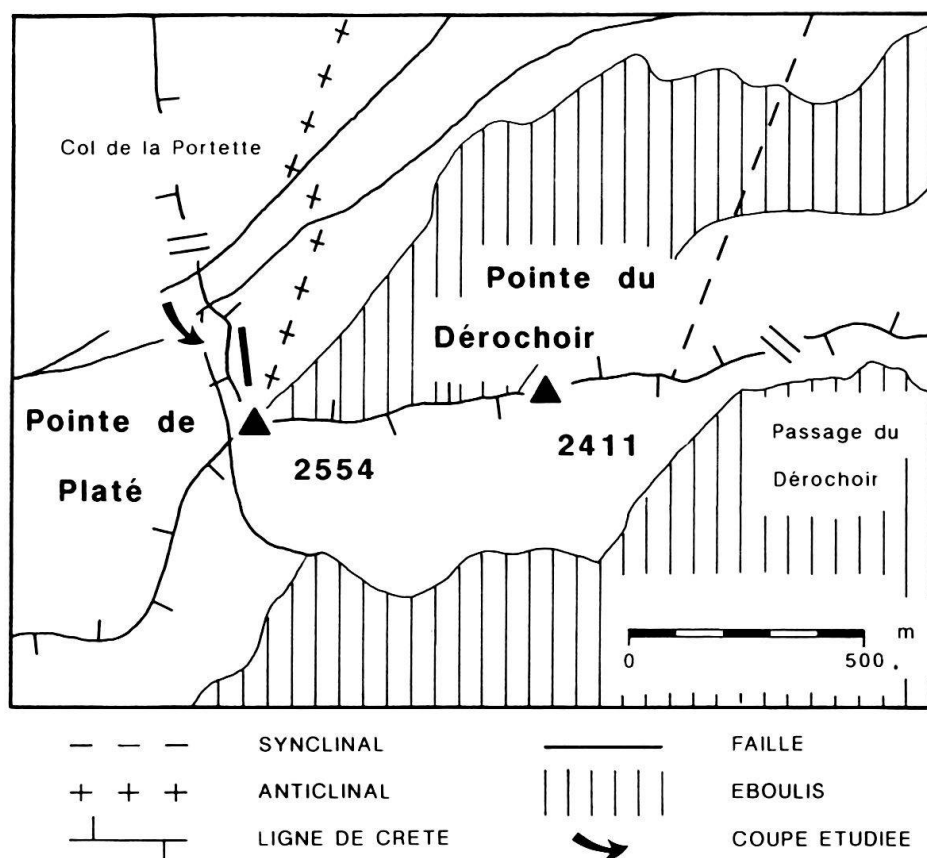 Col de la Portette
Pointe du
Dérochoir
Pointe de
Platé
2554
2411
Passage du
Dérochoir
m
0 500
SYNCLINAL
FAILLE
ANTICLINAL
EBOULIS
LIGNE DE CRETE
COUPE ETUDIEE